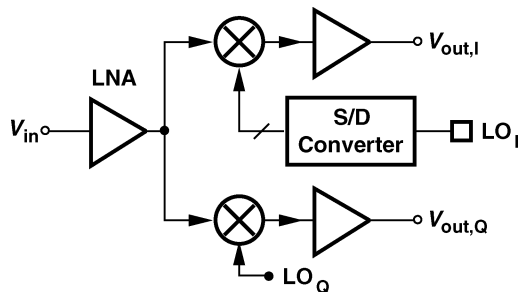 LNA
Vin
Vout,I
S/D
Converter
LOI
Vout,Q
LOQ